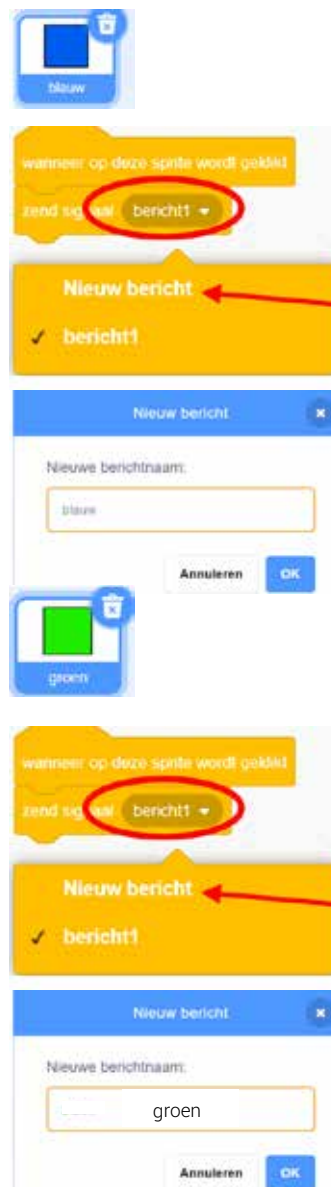 blauw
wanneer op deze sprite wordt geklikt
zend signaal bericht1
Nieuw bericht
✓ bericht1
Nieuw bericht
Nieuwe berichtnaam:
blauw
Annuleren OK
groen
wanneer op deze sprite wordt geklikt
zend signaal bericht1
Nieuw bericht
✓ bericht1
Nieuw bericht
Nieuwe berichtnaam:
groen
Annuleren OK